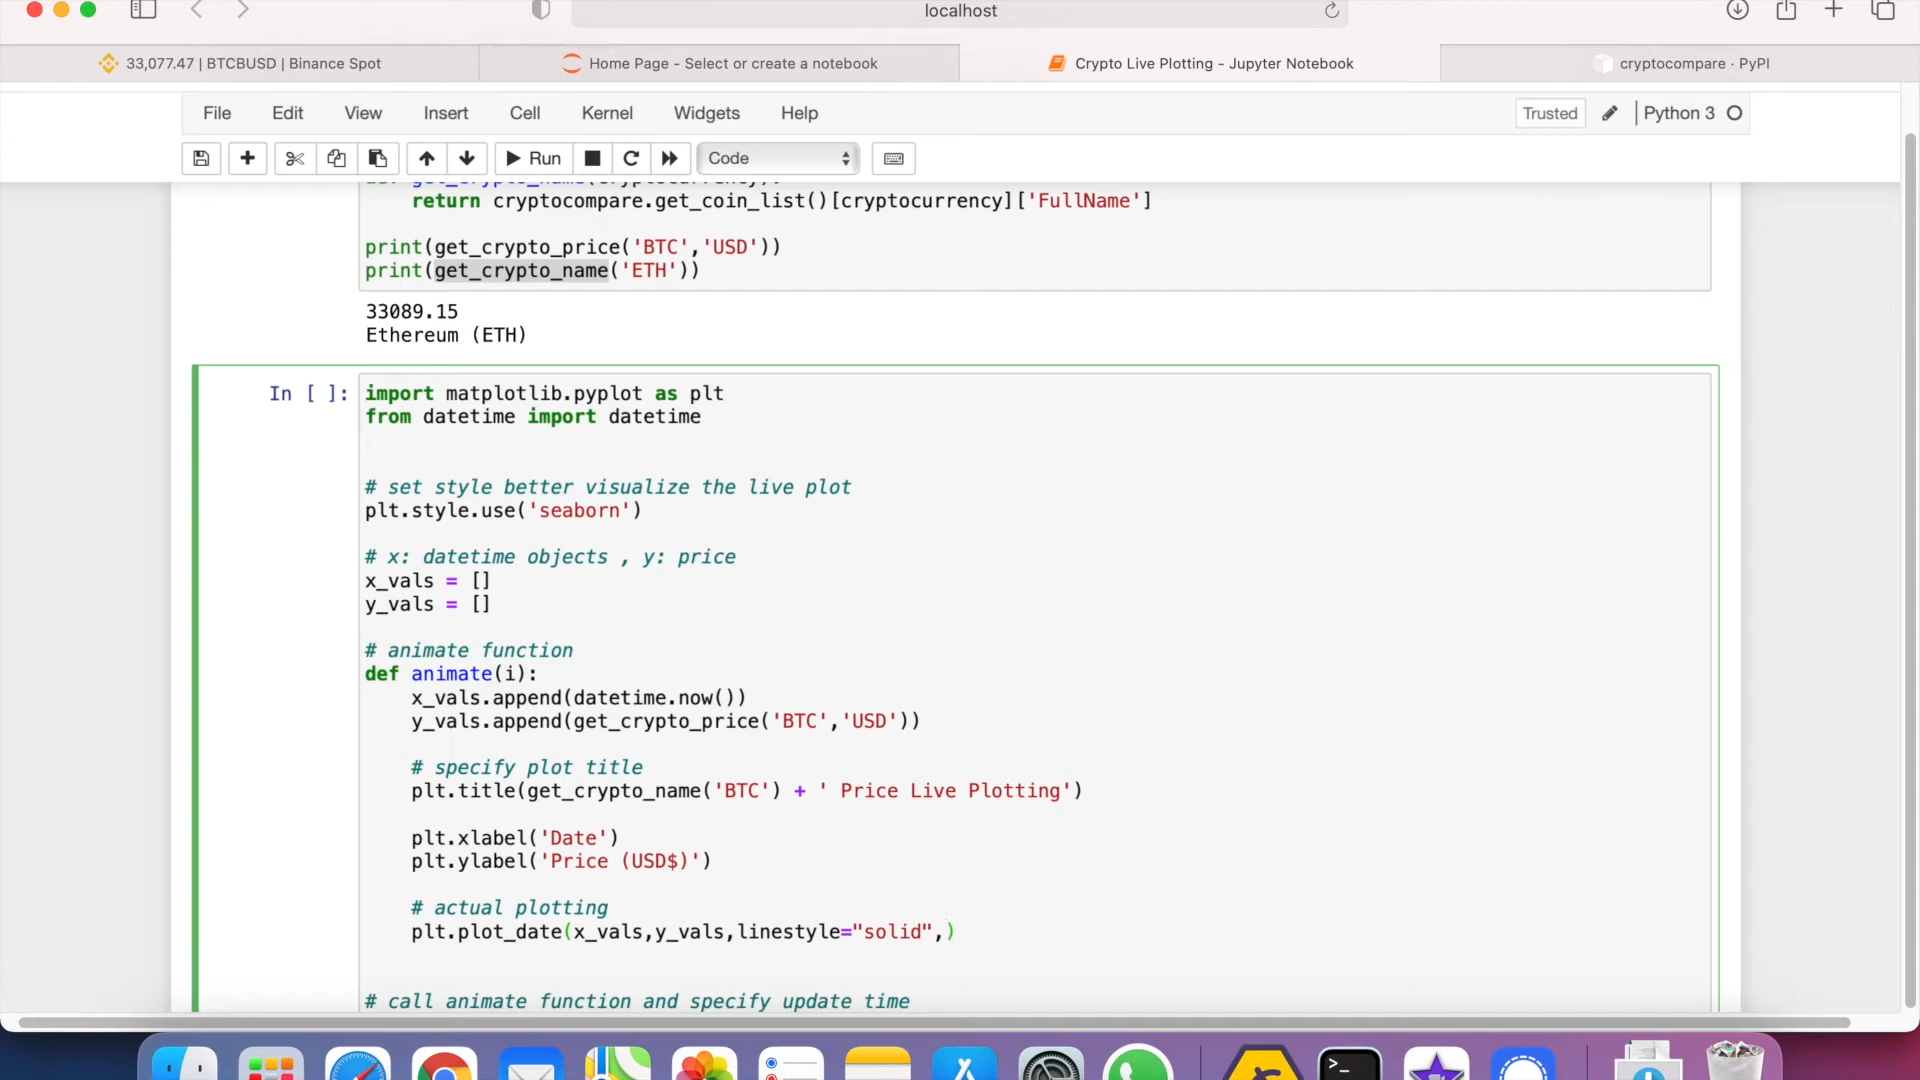 localhost
33,077.47 | BTCBUSD | Binance Spot
Home Page - Select or create a notebook
Crypto Live Plotting - Jupyter Notebook
cryptocompare · PyPI
File Edit View Insert Cell Kernel Widgets Help
Trusted
Python 3
Run
Code
def get_crypto_name(cryptocurrency):
return cryptocompare.get_coin_list()[cryptocurrency]['FullName']
print(get_crypto_price('BTC','USD'))
print(get_crypto_name('ETH'))
33089.15
Ethereum (ETH)
In [ ]:
import matplotlib.pyplot as plt
from datetime import datetime
# set style better visualize the live plot
plt.style.use('seaborn')
# x: datetime objects , y: price
x_vals = []
y_vals = []
# animate function
def animate(i):
x_vals.append(datetime.now())
y_vals.append(get_crypto_price('BTC','USD'))
# specify plot title
plt.title(get_crypto_name('BTC') + ' Price Live Plotting')
plt.xlabel('Date')
plt.ylabel('Price (USD$)')
# actual plotting
plt.plot_date(x_vals,y_vals,linestyle="solid",)
# call animate function and specify update time